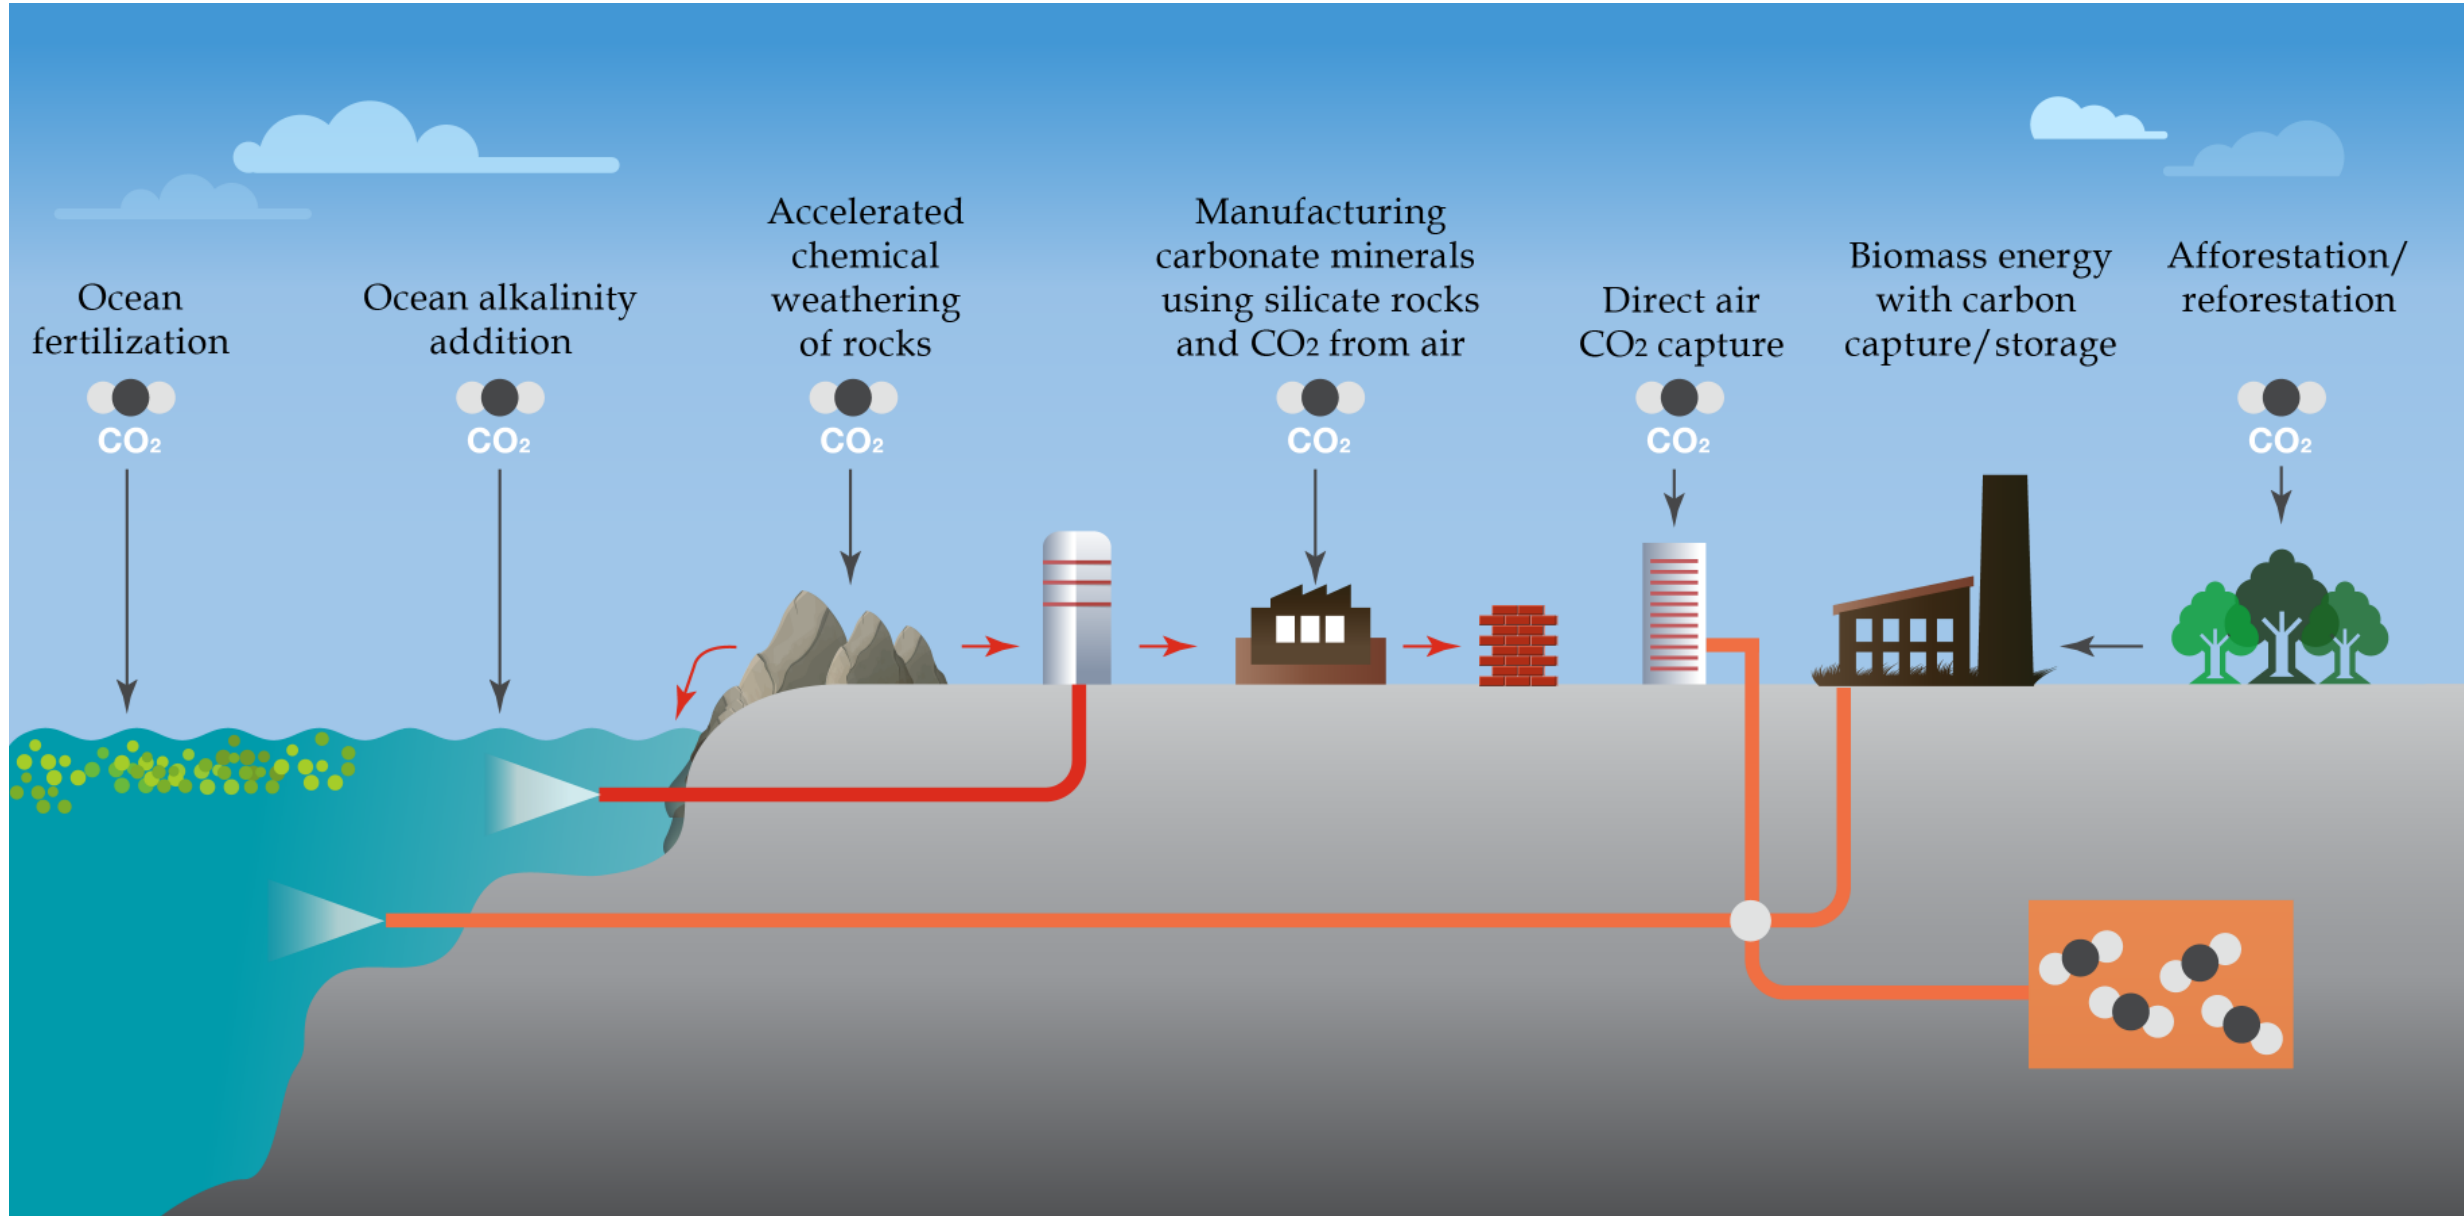 Ocean
fertilization
CO₂
Ocean alkalinity
addition
CO₂
Accelerated
chemical
weathering
of rocks
CO₂
Manufacturing
carbonate minerals
using silicate rocks
and CO₂ from air
CO₂
Direct air
CO₂ capture
CO₂
Biomass energy
with carbon
capture/storage
Afforestation/
reforestation
CO₂